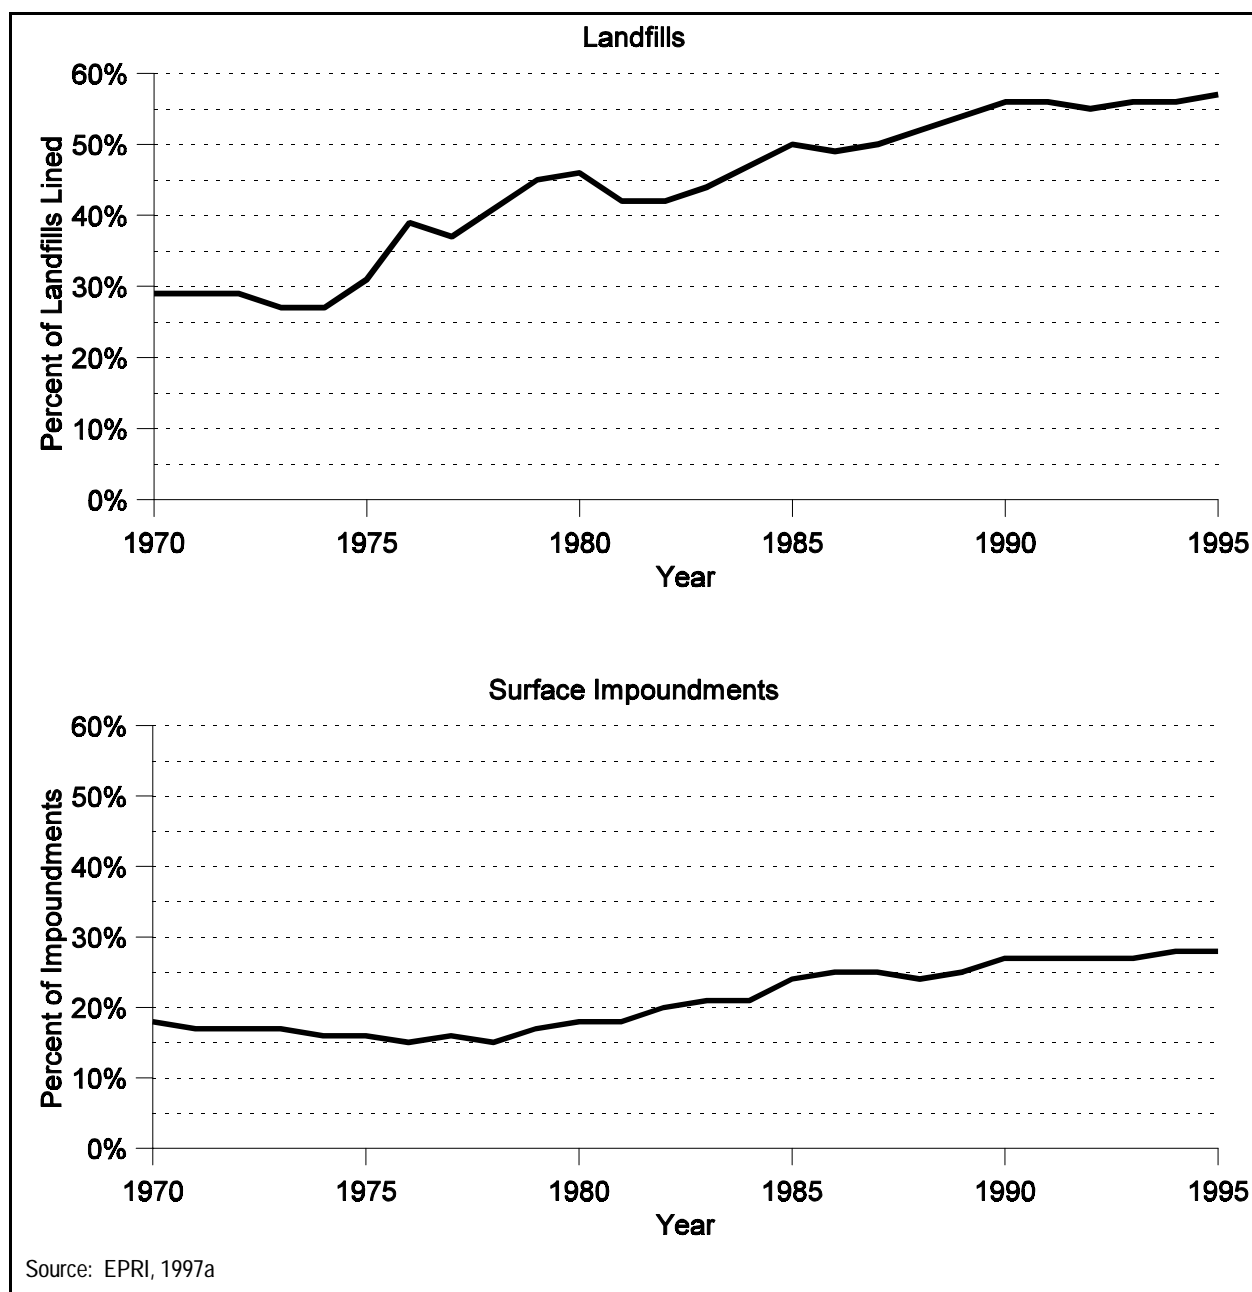 Landfills
Percent of Landfills Lined
60%
50%
40%
30%
20%
10%
0%
1970 1975 1980 1985 1990 1995
Year
Surface Impoundments
Percent of Impoundments
60%
50%
40%
30%
20%
10%
0%
1970 1975 1980 1985 1990 1995
Year
Source: EPRI, 1997a